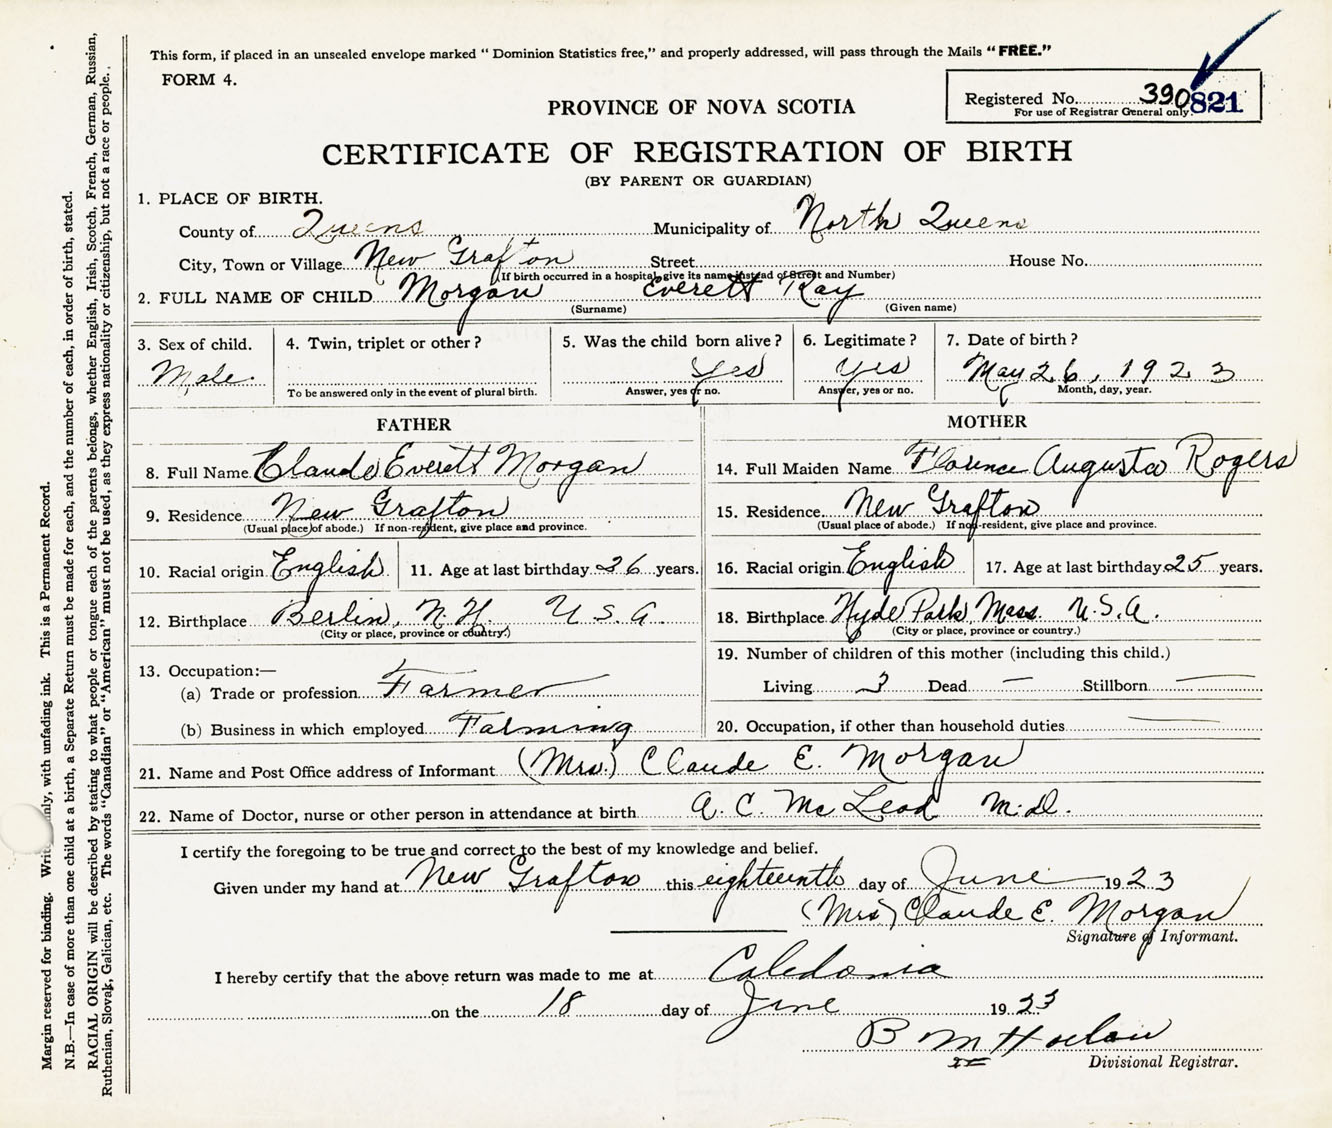 This form, if placed in an unsealed envelope marked "Dominion Statistics free," and properly addressed, will pass through the Mails "FREE."
FORM 4.
Registered No. 390821
For use of Registrar General only.
PROVINCE OF NOVA SCOTIA
CERTIFICATE OF REGISTRATION OF BIRTH
(BY PARENT OR GUARDIAN)
1. PLACE OF BIRTH.
County of Queens Municipality of North Queens
City, Town or Village New Grafton Street House No.
(If birth occurred in a hospital, give its name instead of Street and Number)
2. FULL NAME OF CHILD Morgan Everett Ray
(Surname) (Given name)
3. Sex of child. 4. Twin, triplet or other? 5. Was the child born alive? 6. Legitimate? 7. Date of birth?
Male. Yes Yes May 26, 1923
To be answered only in the event of plural birth. Answer, yes or no. Answer, yes or no. Month, day, year.
FATHER
8. Full Name Claude Everett Morgan
9. Residence New Grafton
(Usual place of abode.) If non-resident, give place and province.
10. Racial origin English 11. Age at last birthday 26 years.
12. Birthplace Berlin, N.H. U.S.A.
(City or place, province or country.)
13. Occupation:—
(a) Trade or profession Farmer
(b) Business in which employed Farming
MOTHER
14. Full Maiden Name Florence Augusta Rogers
15. Residence New Grafton
(Usual place of abode.) If non-resident, give place and province.
16. Racial origin English 17. Age at last birthday 25 years.
18. Birthplace Hyde Park, Mass. U.S.A.
(City or place, province or country.)
19. Number of children of this mother (including this child.)
Living 3 Dead — Stillborn —
20. Occupation, if other than household duties —
21. Name and Post Office address of Informant (Mrs.) Claude E. Morgan
22. Name of Doctor, nurse or other person in attendance at birth A. C. McLeod M.D.
I certify the foregoing to be true and correct to the best of my knowledge and belief.
Given under my hand at New Grafton this eighteenth day of June 1923
(Mrs) Claude E. Morgan
Signature of Informant.
I hereby certify that the above return was made to me at Caledonia
on the 18 day of June 1923
B M
Divisional Registrar.
Margin reserved for binding. Write only, with unfading ink. This is a Permanent Record.
N.B.—In case of more than one child at a birth, a Separate Return must be made for each, and the number of each, in order of birth, stated.
RACIAL ORIGIN will be described by stating to what people or tongue each of the parents belongs, whether English, Irish, Scotch, French, German, Russian,
Ruthenian, Slovak, Galician, etc. The words "Canadian" or "American" must not be used, as they express nationality or citizenship, but not a race or people.